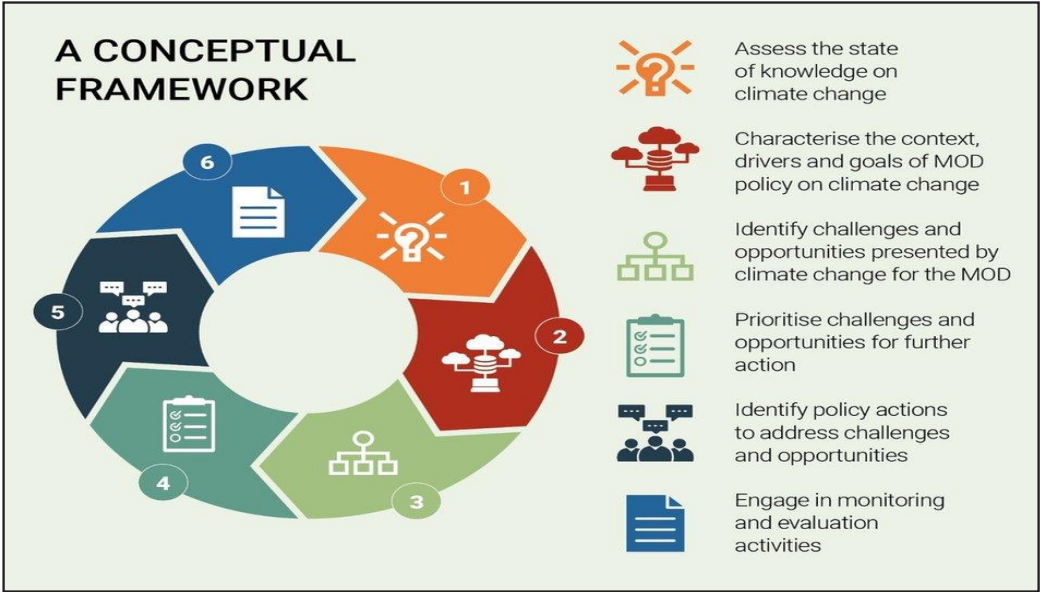 A CONCEPTUAL
FRAMEWORK
6
1
5
2
4
3
Assess the state
of knowledge on
climate change
Characterise the context,
drivers and goals of MOD
policy on climate change
Identify challenges and
opportunities presented by
climate change for the MOD
Prioritise challenges and
opportunities for further
action
Identify policy actions
to address challenges
and opportunities
Engage in monitoring
and evaluation
activities